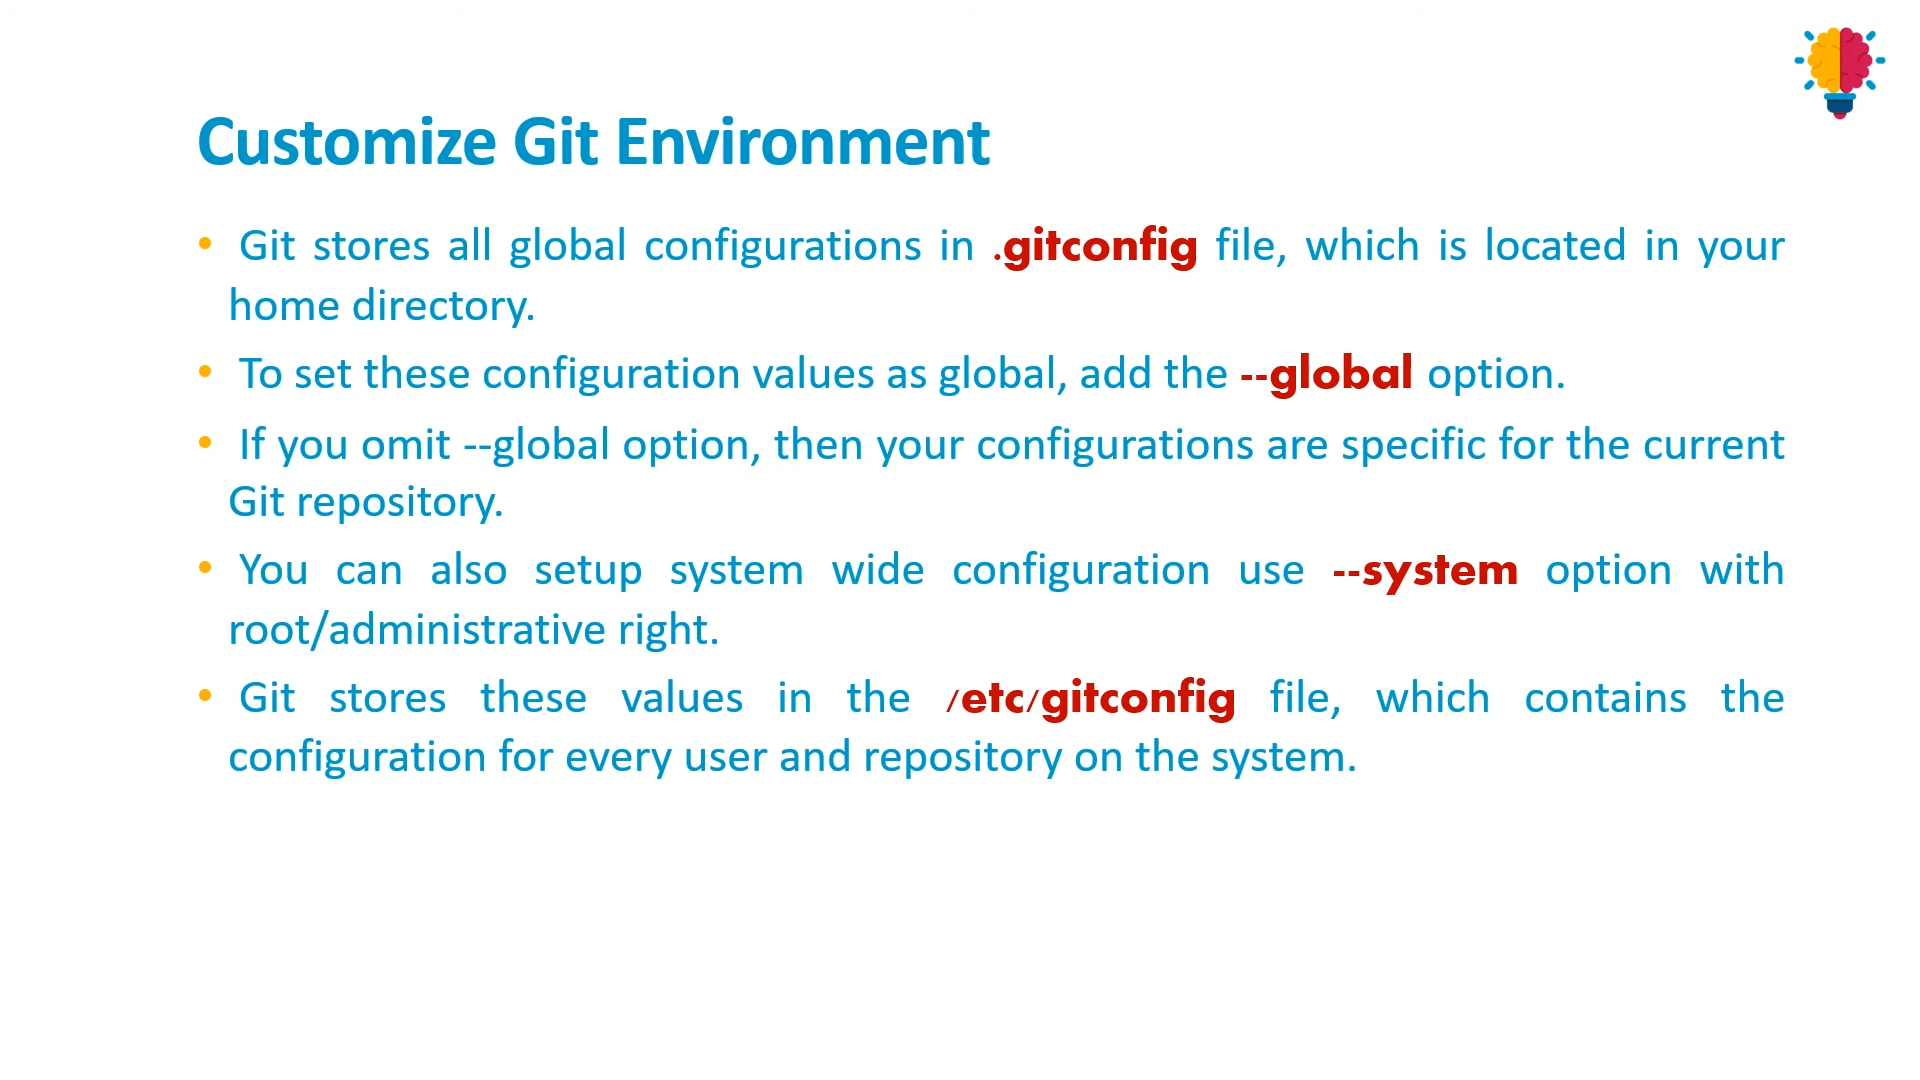 Customize Git Environment
• Git stores all global configurations in .gitconfig file, which is located in your
home directory.
• To set these configuration values as global, add the --global option.
• If you omit --global option, then your configurations are specific for the current
Git repository.
• You can also setup system wide configuration use --system option with
root/administrative right.
• Git stores these values in the /etc/gitconfig file, which contains the
configuration for every user and repository on the system.